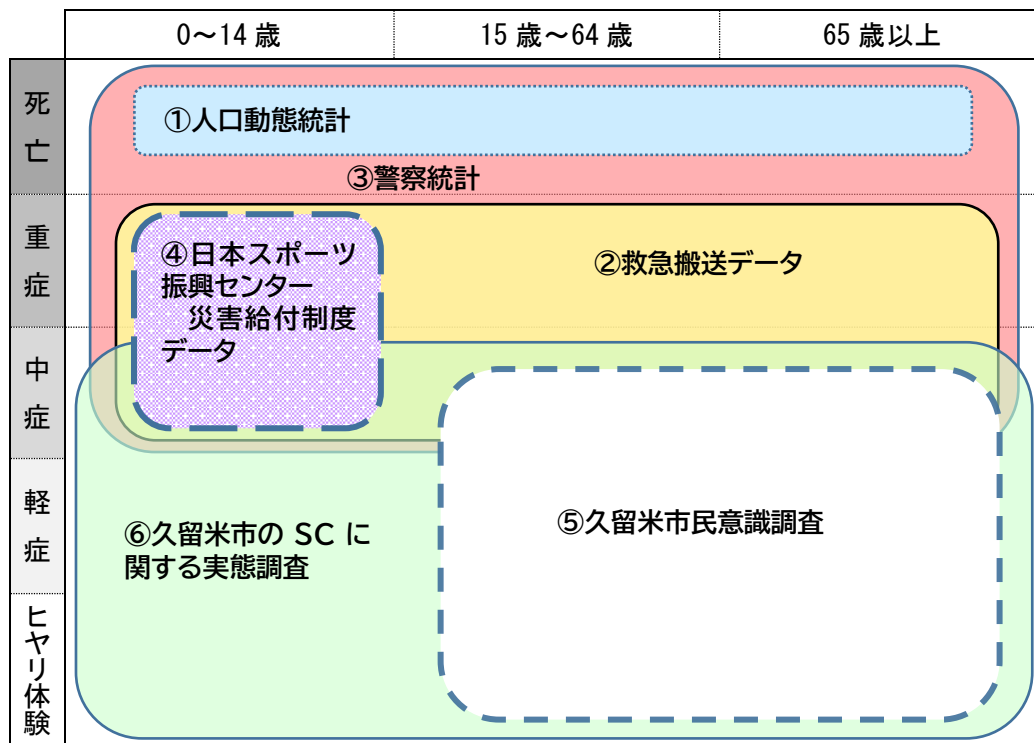 0～14 歳
15 歳～64 歳
65 歳以上
死亡
①人口動態統計
③警察統計
重症
④日本スポーツ
振興センター
災害給付制度
データ
②救急搬送データ
中症
軽症
⑤久留米市民意識調査
⑥久留米市の SC に
関する実態調査
ヒヤリ体験